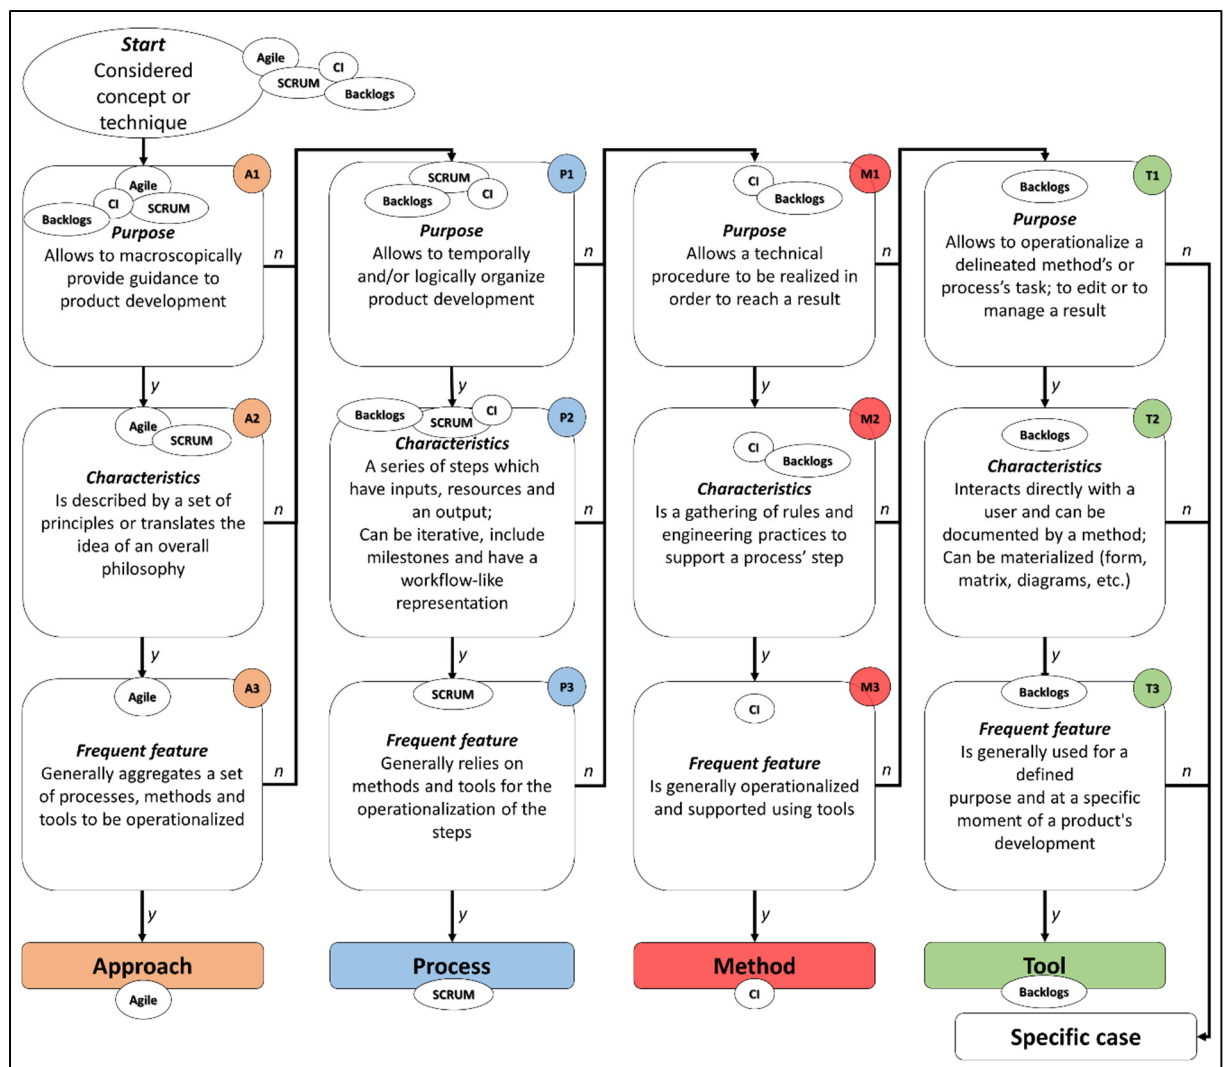 Start
Considered
concept or
technique
Agile
CI
SCRUM
Backlogs
A1
Agile
CI
SCRUM
Backlogs
Purpose
Allows to macroscopically
provide guidance to
product development
n
y
A2
Agile
SCRUM
Characteristics
Is described by a set of
principles or translates the
idea of an overall
philosophy
n
y
A3
Agile
Frequent feature
Generally aggregates a set
of processes, methods and
tools to be operationalized
n
y
Approach
Agile
P1
SCRUM
CI
Backlogs
Purpose
Allows to temporally
and/or logically organize
product development
n
y
P2
Backlogs
CI
SCRUM
Characteristics
A series of steps which
have inputs, resources and
an output;
Can be iterative, include
milestones and have a
workflow-like
representation
n
y
P3
SCRUM
Frequent feature
Generally relies on
methods and tools for the
operationalization of the
steps
n
y
Process
SCRUM
M1
CI
Backlogs
Purpose
Allows a technical
procedure to be realized in
order to reach a result
n
y
M2
CI
Backlogs
Characteristics
Is a gathering of rules and
engineering practices to
support a process’ step
n
y
M3
CI
Frequent feature
Is generally operationalized
and supported using tools
n
y
Method
CI
T1
Backlogs
Purpose
Allows to operationalize a
delineated method’s or
process’s task; to edit or to
manage a result
n
y
T2
Backlogs
Characteristics
Interacts directly with a
user and can be
documented by a method;
Can be materialized (form,
matrix, diagrams, etc.)
n
y
T3
Backlogs
Frequent feature
Is generally used for a
defined
purpose and at a specific
moment of a product's
development
n
y
Tool
Backlogs
Specific case